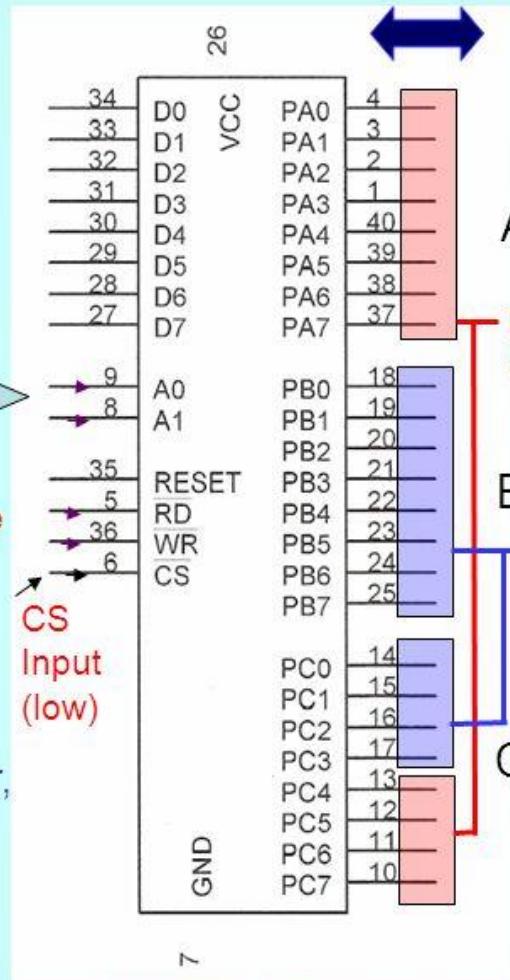 26
VCC
34 D0 PA0 4
33 D1 PA1 3
32 D2 PA2 2
31 D3 PA3 1
30 D4 PA4 40
29 D5 PA5 39
28 D6 PA6 38
27 D7 PA7 37
A
9 A0 PB0 18
8 A1 PB1 19
PB2 20
35 RESET PB3 21
B
5 RD PB4 22
e
36 WR PB5 23
6 CS PB6 24
PB7 25
CS
Input
(low)
PC0 14
PC1 15
PC2 16
PC3 17
C
PC4 13
PC5 12
PC6 11
PC7 10
GND
7